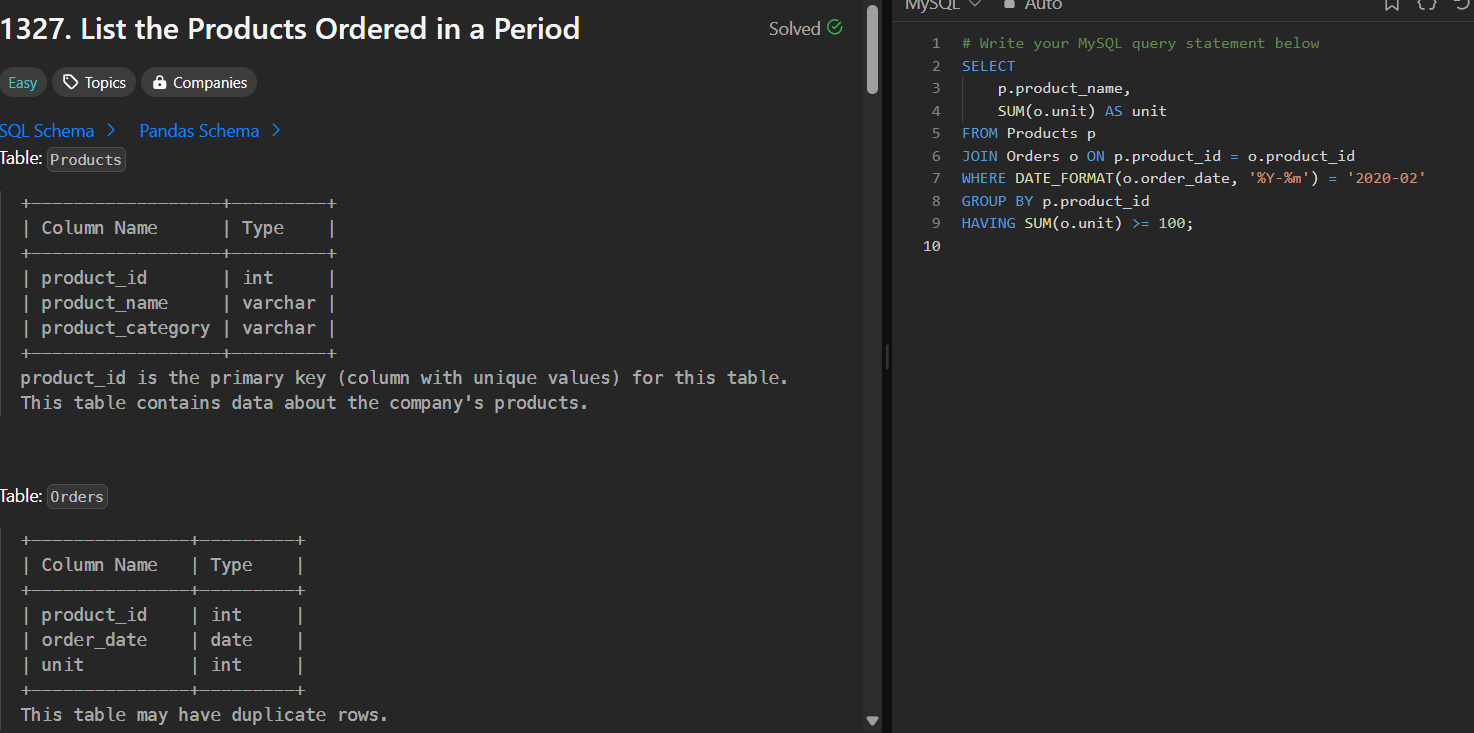 1327. List the Products Ordered in a Period
Solved
Easy
Topics
Companies
SQL Schema >
Pandas Schema >
Table: Products
+------------------+---------+
| Column Name      | Type    |
+------------------+---------+
| product_id       | int     |
| product_name     | varchar |
| product_category | varchar |
+------------------+---------+
product_id is the primary key (column with unique values) for this table.
This table contains data about the company's products.
Table: Orders
+---------------+---------+
| Column Name   | Type    |
+---------------+---------+
| product_id    | int     |
| order_date    | date    |
| unit          | int     |
+---------------+---------+
This table may have duplicate rows.
MySQL
Auto
{}
1 # Write your MySQL query statement below
2 SELECT
3     p.product_name,
4     SUM(o.unit) AS unit
5 FROM Products p
6 JOIN Orders o ON p.product_id = o.product_id
7 WHERE DATE_FORMAT(o.order_date, '%Y-%m') = '2020-02'
8 GROUP BY p.product_id
9 HAVING SUM(o.unit) >= 100;
10